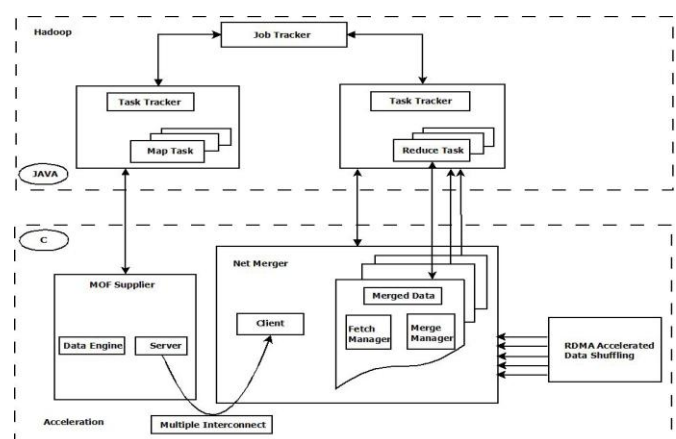 Hadoop
Job Tracker
Task Tracker
Map Task
Task Tracker
Reduce Task
JAVA
C
MOF Supplier
Data Engine
Server
Net Merger
Client
Merged Data
Fetch
Manager
Merge
Manager
RDMA Accelerated
Data Shuffling
Acceleration
Multiple Interconnect